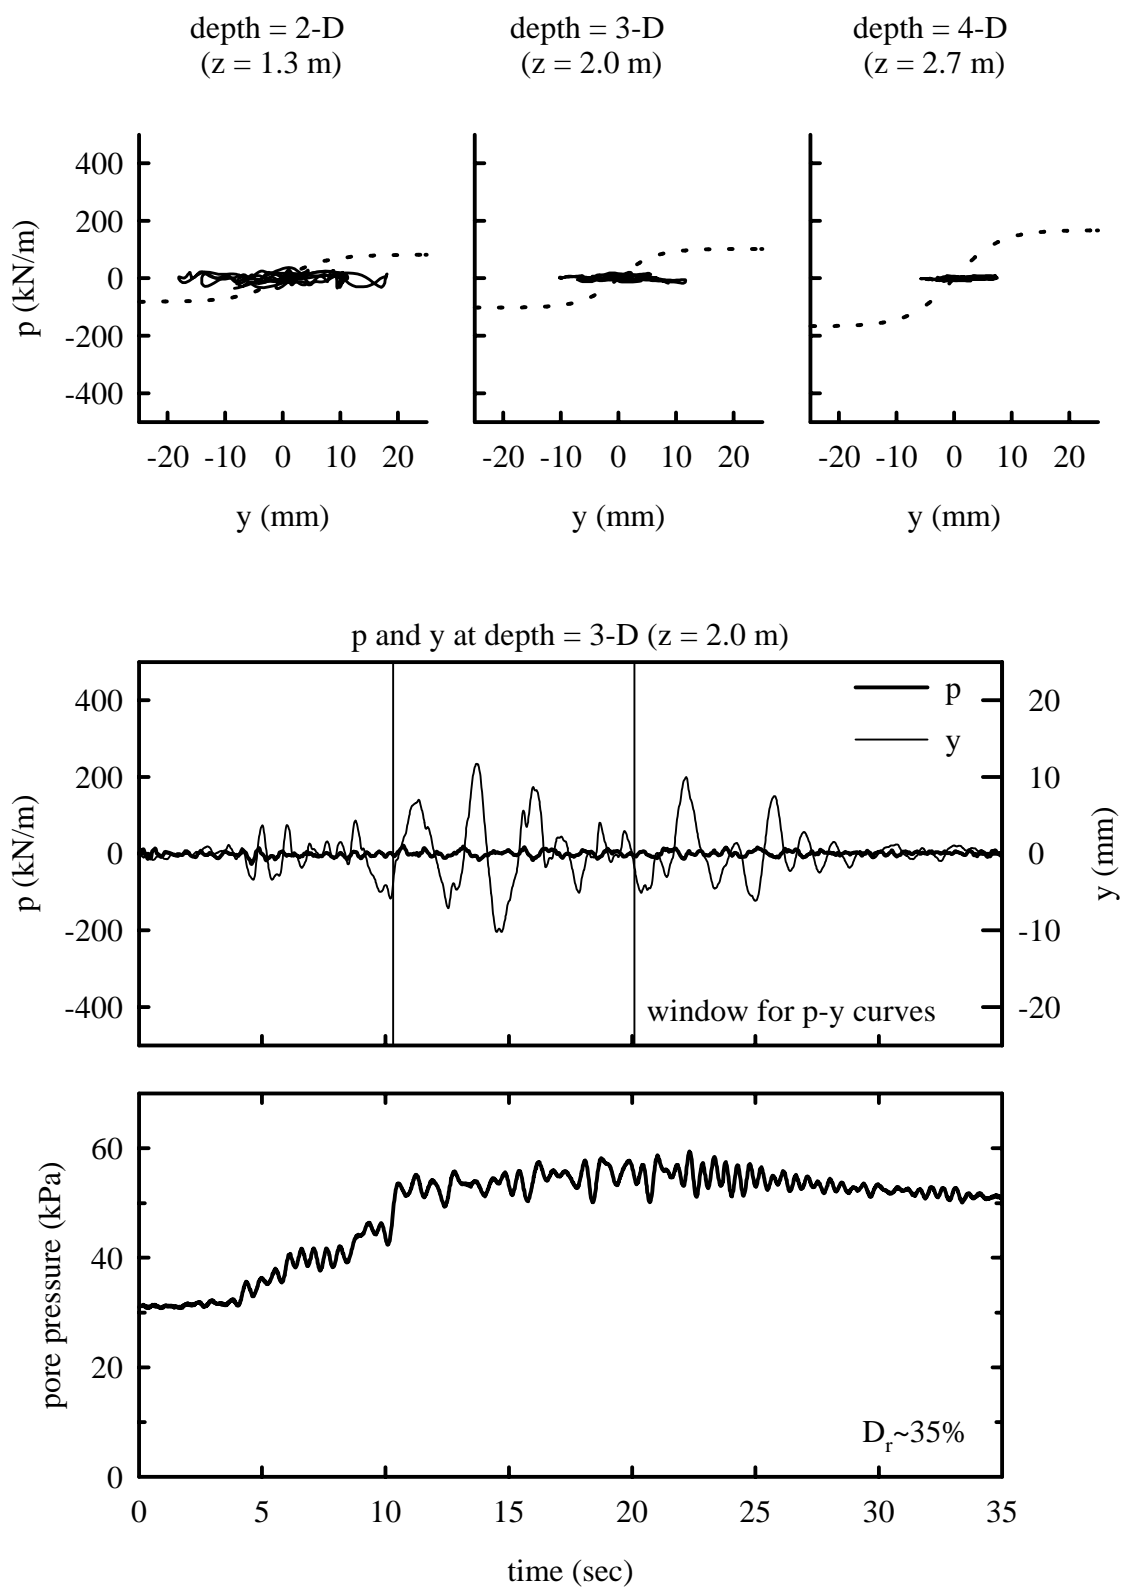 depth = 2-D
(z = 1.3 m)
depth = 3-D
(z = 2.0 m)
depth = 4-D
(z = 2.7 m)
p (kN/m)
400
200
0
-200
-400
-20 -10 0 10 20
-20 -10 0 10 20
-20 -10 0 10 20
y (mm)
y (mm)
y (mm)
p and y at depth = 3-D (z = 2.0 m)
p (kN/m)
400
200
0
-200
-400
p
y
window for p-y curves
20
10
0
-10
-20
y (mm)
pore pressure (kPa)
60
40
20
0
Dr~35%
0 5 10 15 20 25 30 35
time (sec)